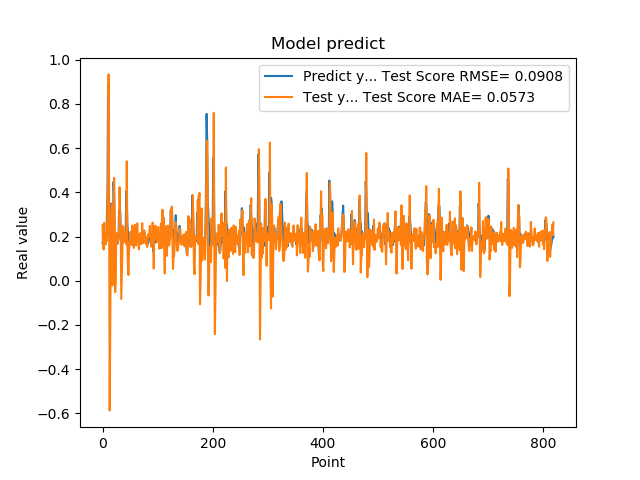 Model predict
Predict y... Test Score RMSE= 0.0908
Test y... Test Score MAE= 0.0573
Real value
1.0
0.8
0.6
0.4
0.2
0.0
−0.2
−0.4
−0.6
0 200 400 600 800
Point